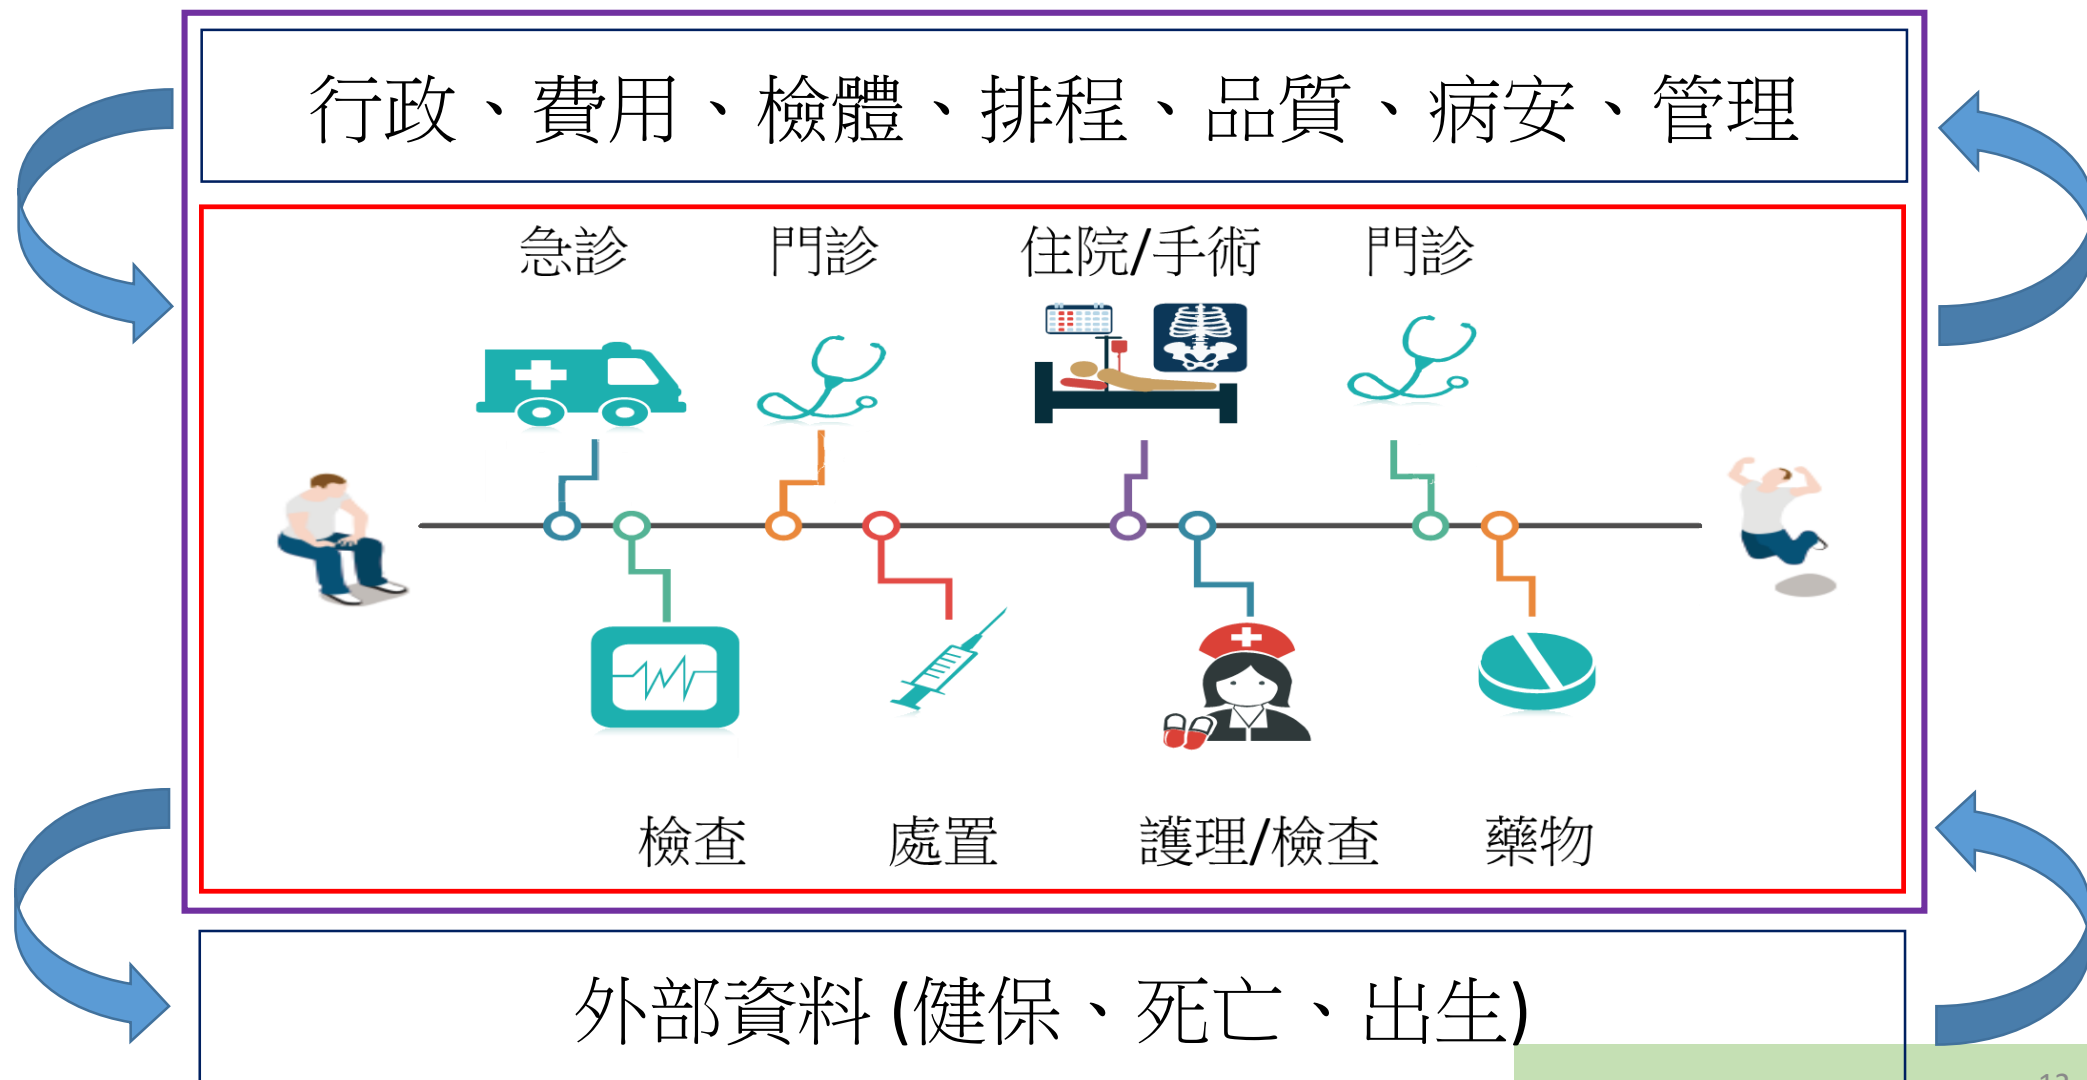 行政、費用、檢體、排程、品質、病安、管理
急診 門診 住院/手術 門診
檢查 處置 護理/檢查 藥物
外部資料 (健保、死亡、出生)